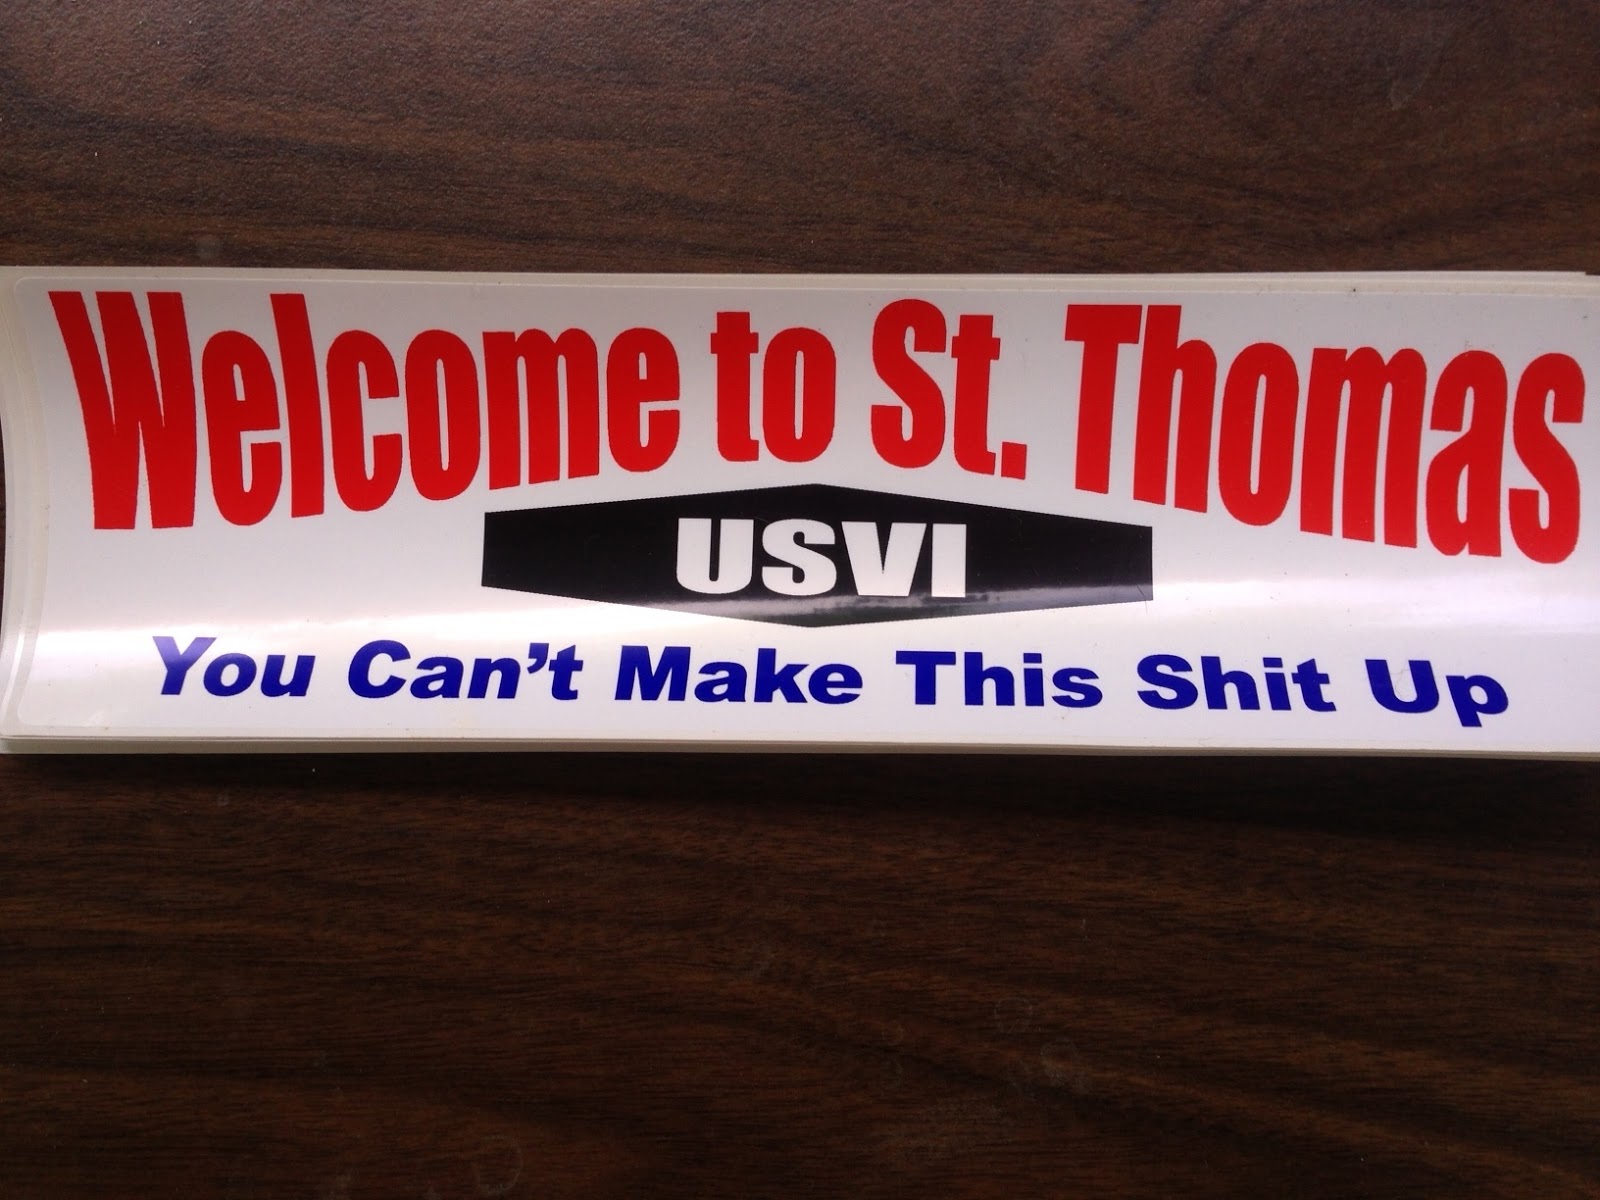 Welcome to St. Thomas
USVI
You Can't Make This Shit Up